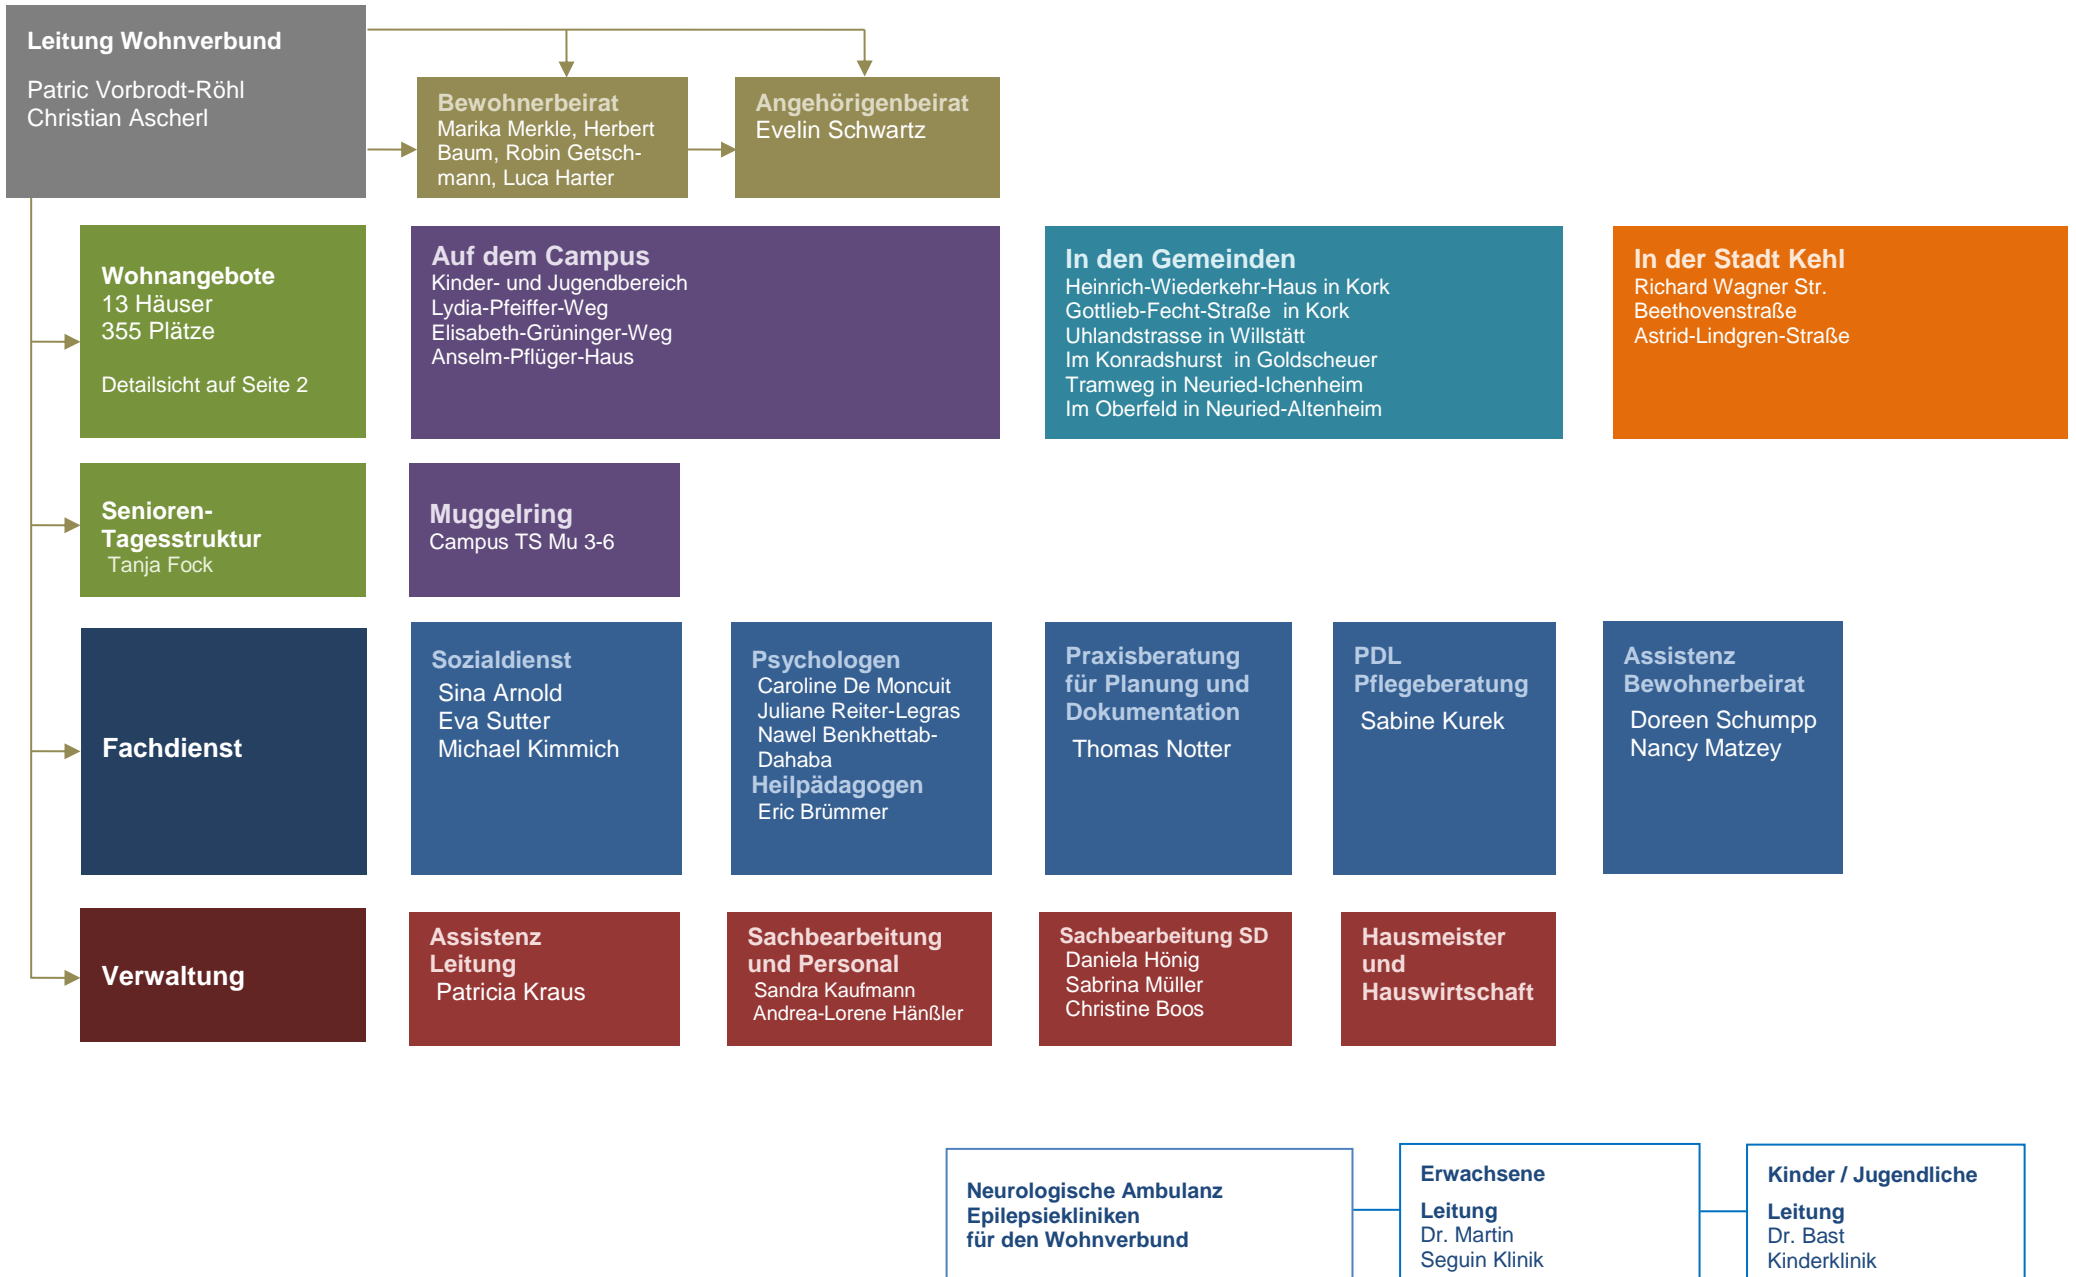 Leitung Wohnverbund
Patric Vorbrodt-Röhl
Christian Ascherl
Bewohnerbeirat
Marika Merkle, Herbert
Baum, Robin Getsch-
mann, Luca Harter
Angehörigenbeirat
Evelin Schwartz
Wohnangebote
13 Häuser
355 Plätze
Detailsicht auf Seite 2
Auf dem Campus
Kinder- und Jugendbereich
Lydia-Pfeiffer-Weg
Elisabeth-Grüninger-Weg
Anselm-Pflüger-Haus
In den Gemeinden
Heinrich-Wiederkehr-Haus in Kork
Gottlieb-Fecht-Straße in Kork
Uhlandstrasse in Willstätt
Im Konradshurst in Goldscheuer
Tramweg in Neuried-Ichenheim
Im Oberfeld in Neuried-Altenheim
In der Stadt Kehl
Richard Wagner Str.
Beethovenstraße
Astrid-Lindgren-Straße
Senioren-
Tagesstruktur
Tanja Fock
Muggelring
Campus TS Mu 3-6
Fachdienst
Sozialdienst
Sina Arnold
Eva Sutter
Michael Kimmich
Psychologen
Caroline De Moncuit
Juliane Reiter-Legras
Nawel Benkhettab-
Dahaba
Heilpädagogen
Eric Brümmer
Praxisberatung
für Planung und
Dokumentation
Thomas Notter
PDL
Pflegeberatung
Sabine Kurek
Assistenz
Bewohnerbeirat
Doreen Schumpp
Nancy Matzey
Verwaltung
Assistenz
Leitung
Patricia Kraus
Sachbearbeitung
und Personal
Sandra Kaufmann
Andrea-Lorene Hänßler
Sachbearbeitung SD
Daniela Hönig
Sabrina Müller
Christine Boos
Hausmeister
und
Hauswirtschaft
Neurologische Ambulanz
Epilepsiekliniken
für den Wohnverbund
Erwachsene
Leitung
Dr. Martin
Seguin Klinik
Kinder / Jugendliche
Leitung
Dr. Bast
Kinderklinik